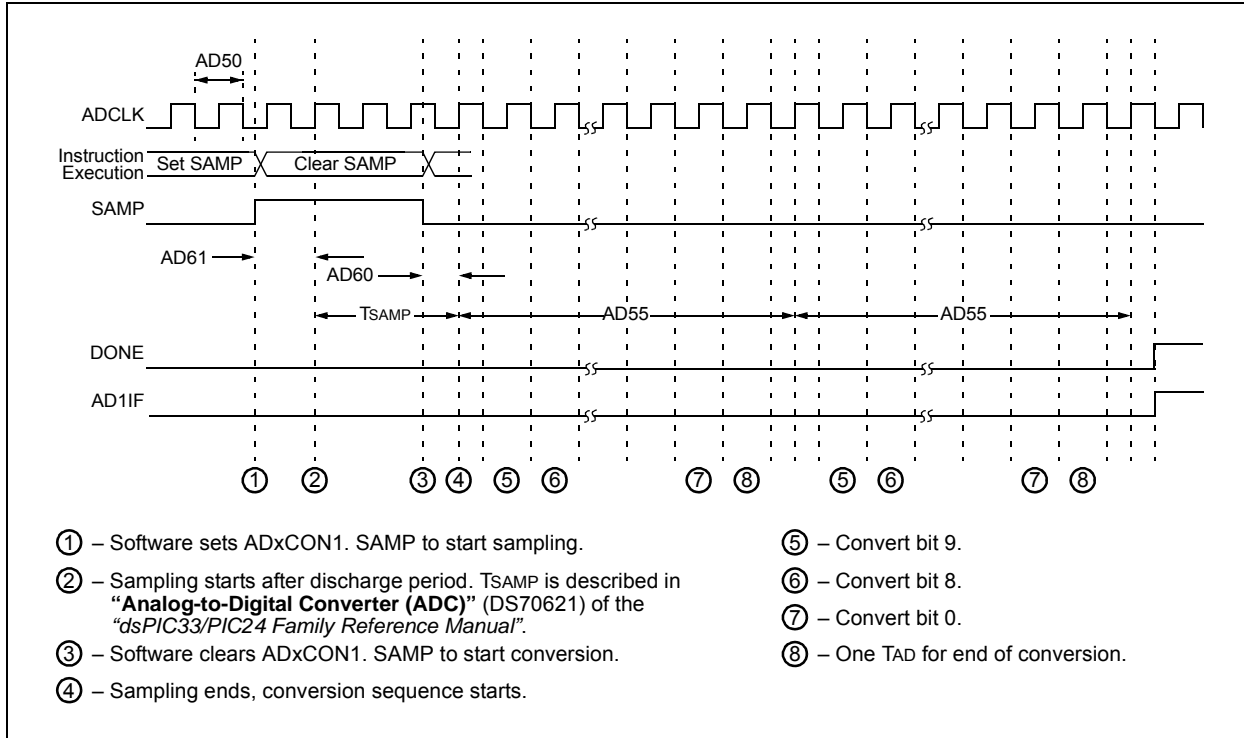 AD50
ADCLK
Instruction
Execution
Set SAMP
Clear SAMP
SAMP
AD61
AD60
TSAMP
AD55
AD55
DONE
AD1IF
1 2 3 4 5 6 7 8 5 6 7 8
① – Software sets ADxCON1. SAMP to start sampling.
② – Sampling starts after discharge period. TSAMP is described in
“Analog-to-Digital Converter (ADC)” (DS70621) of the
“dsPIC33/PIC24 Family Reference Manual”.
③ – Software clears ADxCON1. SAMP to start conversion.
④ – Sampling ends, conversion sequence starts.
⑤ – Convert bit 9.
⑥ – Convert bit 8.
⑦ – Convert bit 0.
⑧ – One TAD for end of conversion.